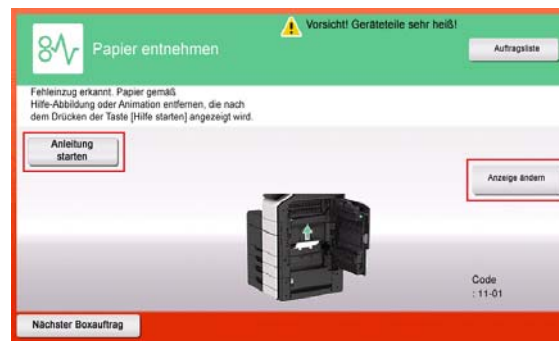 Vorsicht! Geräteteile sehr heiß!
Papier entnehmen
Auftragsliste
Fehleinzug erkannt. Papier gemäß
Hilfe-Abbildung oder Animation entfernen, die nach
dem Drücken der Taste [Hilfe starten] angezeigt wird.
Anleitung
starten
Anzeige ändern
Code
: 11-01
Nächster Boxauftrag